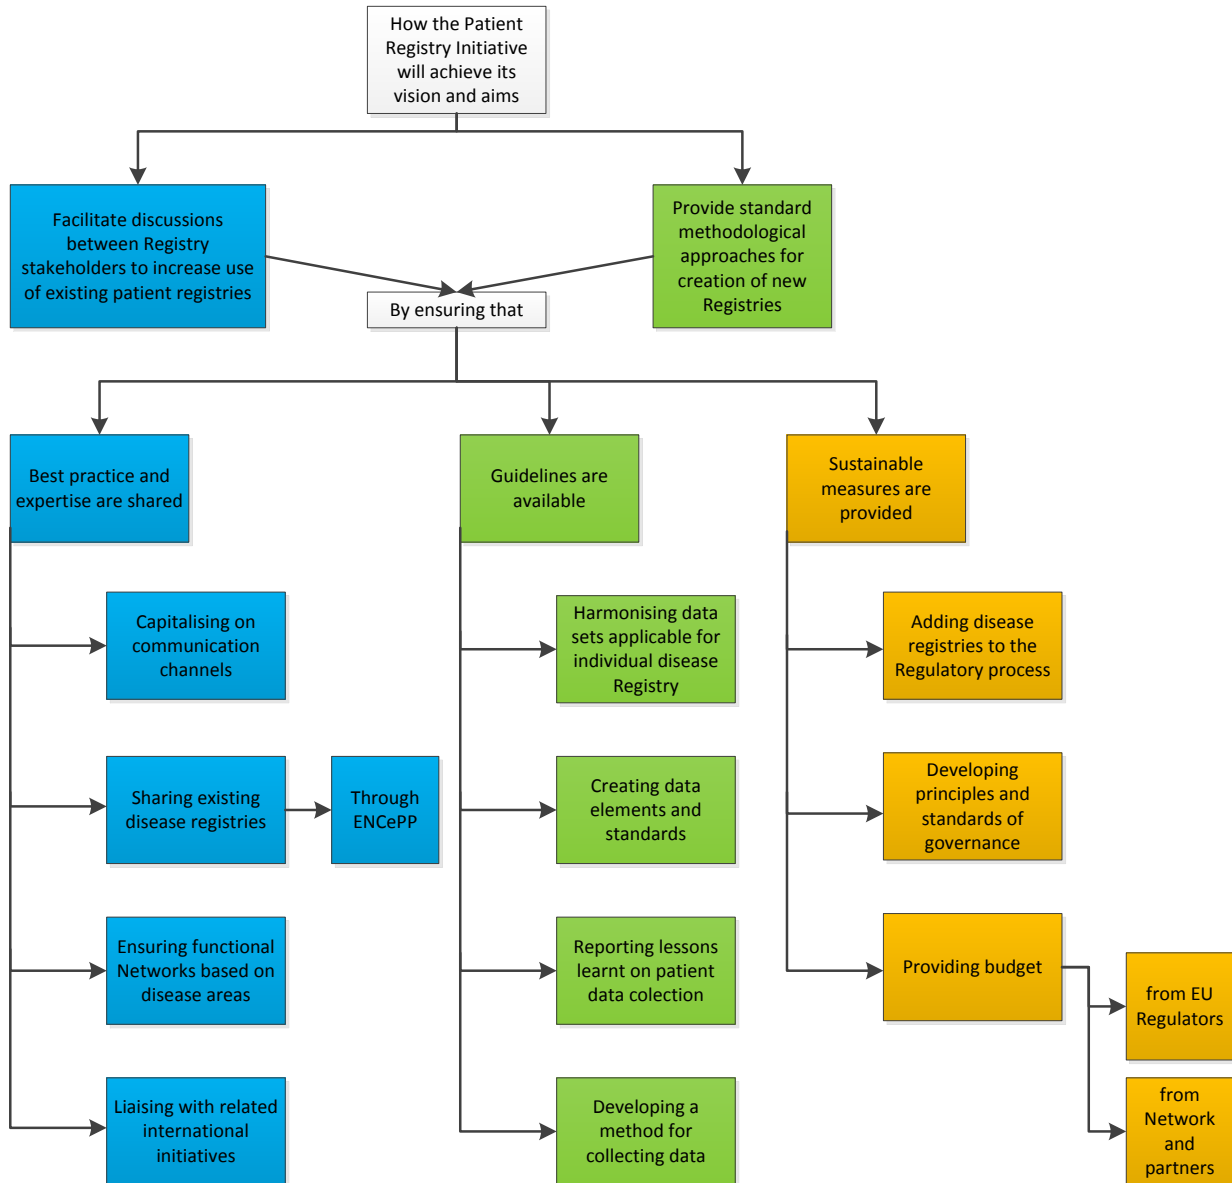 How the Patient
Registry Initiative
will achieve its
vision and aims
Facilitate discussions
between Registry
stakeholders to increase use
of existing patient registries
Provide standard
methodological
approaches for
creation of new
Registries
By ensuring that
Best practice and
expertise are shared
Guidelines are
available
Sustainable
measures are
provided
Capitalising on
communication
channels
Harmonising data
sets applicable for
individual disease
Registry
Adding disease
registries to the
Regulatory process
Sharing existing
disease registries
Through
ENCePP
Creating data
elements and
standards
Developing
principles and
standards of
governance
Ensuring functional
Networks based on
disease areas
Reporting lessons
learnt on patient
data colection
Providing budget
from EU
Regulators
Liaising with related
international
initiatives
Developing a
method for
collecting data
from
Network
and
partners